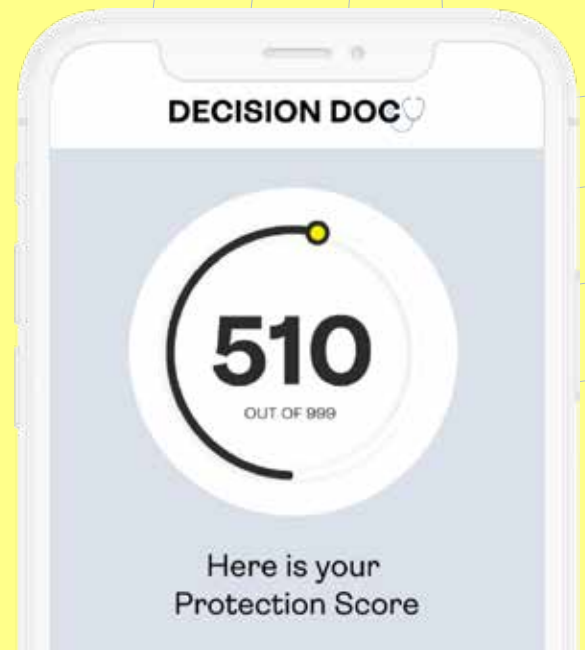 DECISION DOC
510
OUT OF 999
Here is your
Protection Score